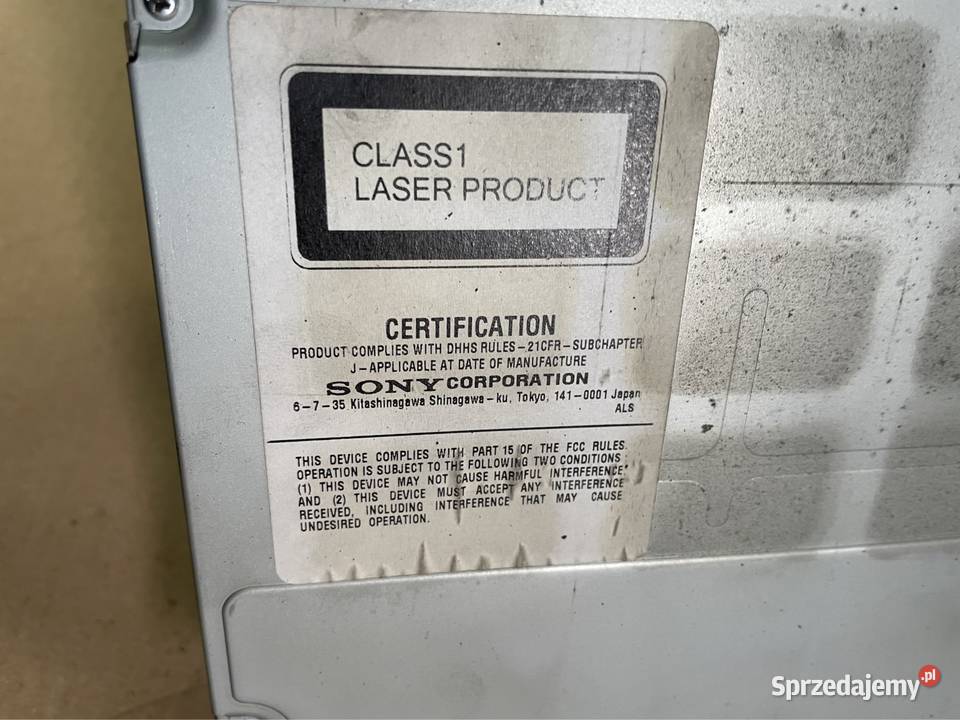 CLASS1
LASER PRODUCT
CERTIFICATION
PRODUCT COMPLIES WITH DHHS RULES-21CFR-SUBCHAPTER
J-APPLICABLE AT DATE OF MANUFACTURE
SONY CORPORATION
6-7-35 Kitashinagawa Shinagawa-ku, Tokyo, 141-0001 Japan
ALS
THIS DEVICE COMPLIES WITH PART 15 OF THE FCC RULES.
OPERATION IS SUBJECT TO THE FOLLOWING TWO CONDITIONS:
(1) THIS DEVICE MAY NOT CAUSE HARMFUL INTERFERENCE,
AND (2) THIS DEVICE MUST ACCEPT ANY INTERFERENCE
RECEIVED, INCLUDING INTERFERENCE THAT MAY CAUSE
UNDESIRED OPERATION.
Sprzedajemy.pl